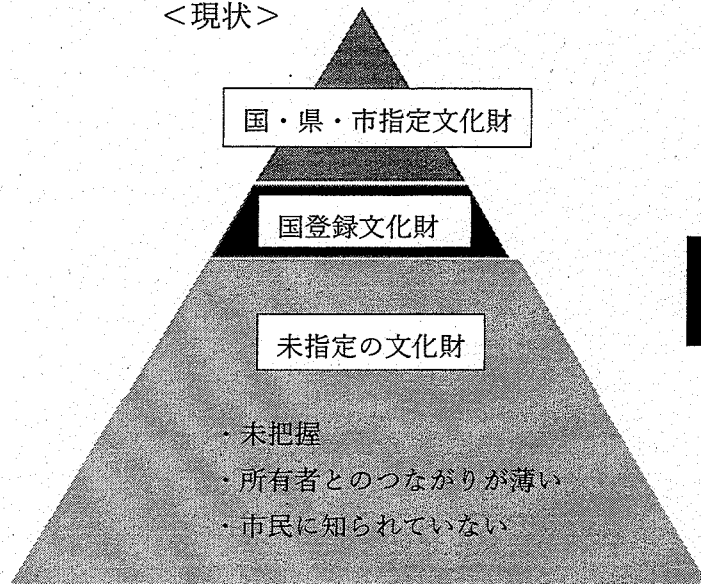 ＜現状＞
国・県・市指定文化財
国登録文化財
未指定の文化財
・未把握
・所有者とのつながりが薄い
・市民に知られていない